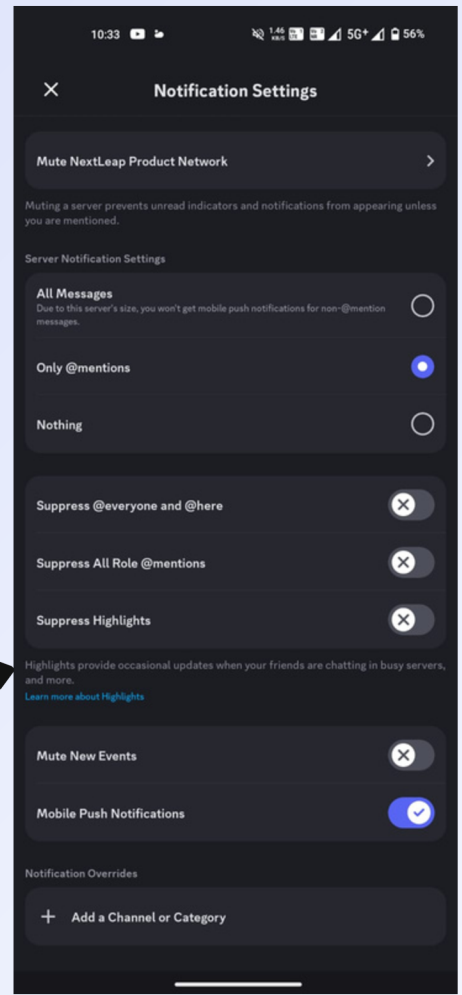 10:33 1.46 KB/S 5G+ 56%
Notification Settings
Mute NextLeap Product Network
Muting a server prevents unread indicators and notifications from appearing unless
you are mentioned.
Server Notification Settings
All Messages
Due to this server's size, you won't get mobile push notifications for non-@mention
messages.
Only @mentions
Nothing
Suppress @everyone and @here
Suppress All Role @mentions
Suppress Highlights
Highlights provide occasional updates when your friends are chatting in busy servers,
and more.
Learn more about Highlights
Mute New Events
Mobile Push Notifications
Notification Overrides
+ Add a Channel or Category